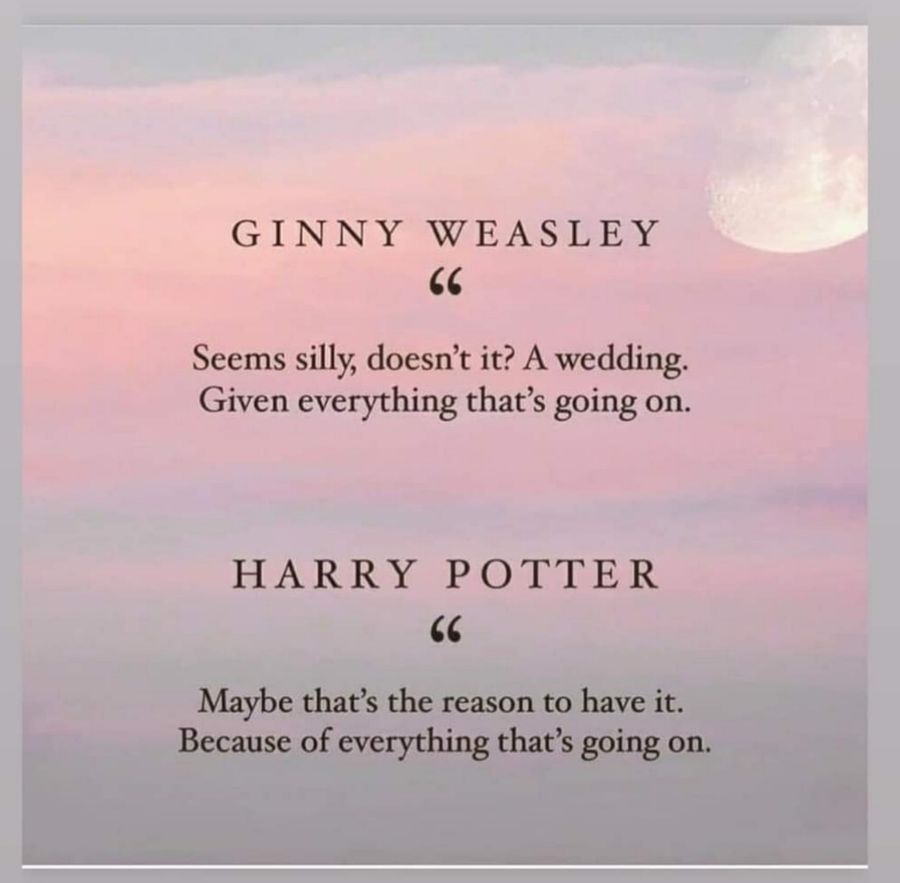 GINNY WEASLEY
“
Seems silly, doesn’t it? A wedding.
Given everything that’s going on.
HARRY POTTER
“
Maybe that’s the reason to have it.
Because of everything that’s going on.